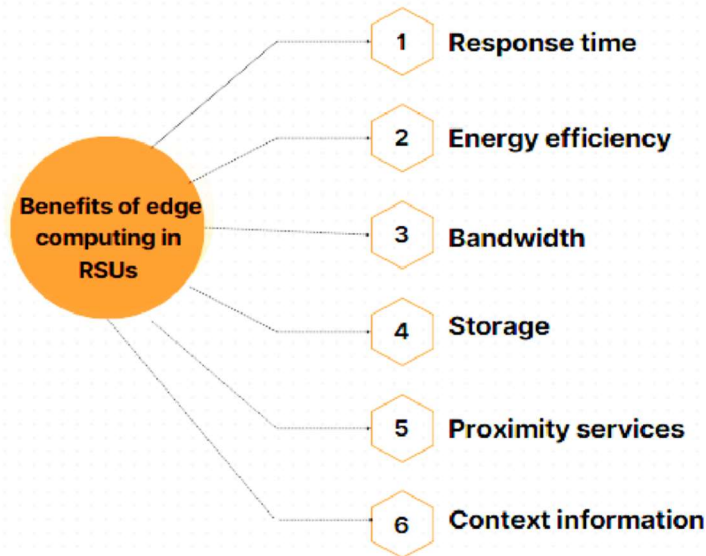 Benefits of edge
computing in
RSUs
1 Response time
2 Energy efficiency
3 Bandwidth
4 Storage
5 Proximity services
6 Context information